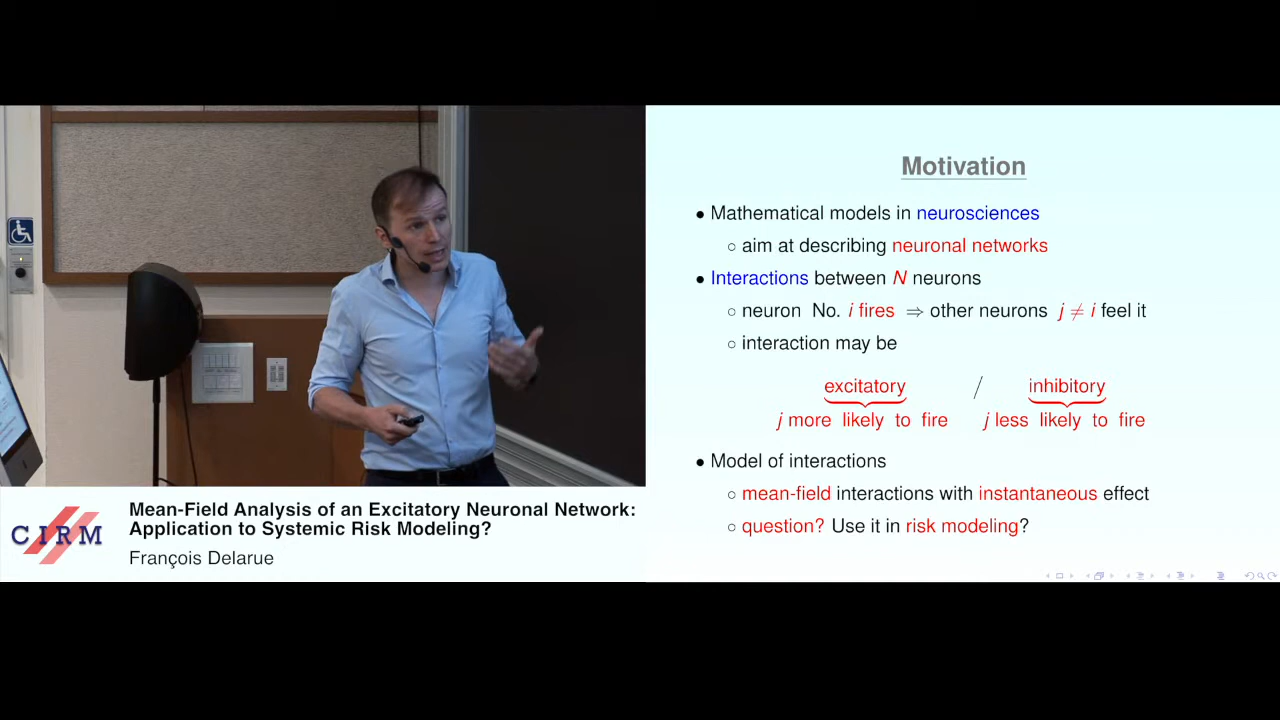 Motivation
• Mathematical models in neurosciences
◦ aim at describing neuronal networks
• Interactions between N neurons
◦ neuron No. i fires ⇒ other neurons j ≠ i feel it
◦ interaction may be
excitatory / inhibitory
j more likely to fire j less likely to fire
• Model of interactions
◦ mean-field interactions with instantaneous effect
◦ question? Use it in risk modeling?
CIRM
Mean-Field Analysis of an Excitatory Neuronal Network:
Application to Systemic Risk Modeling?
François Delarue